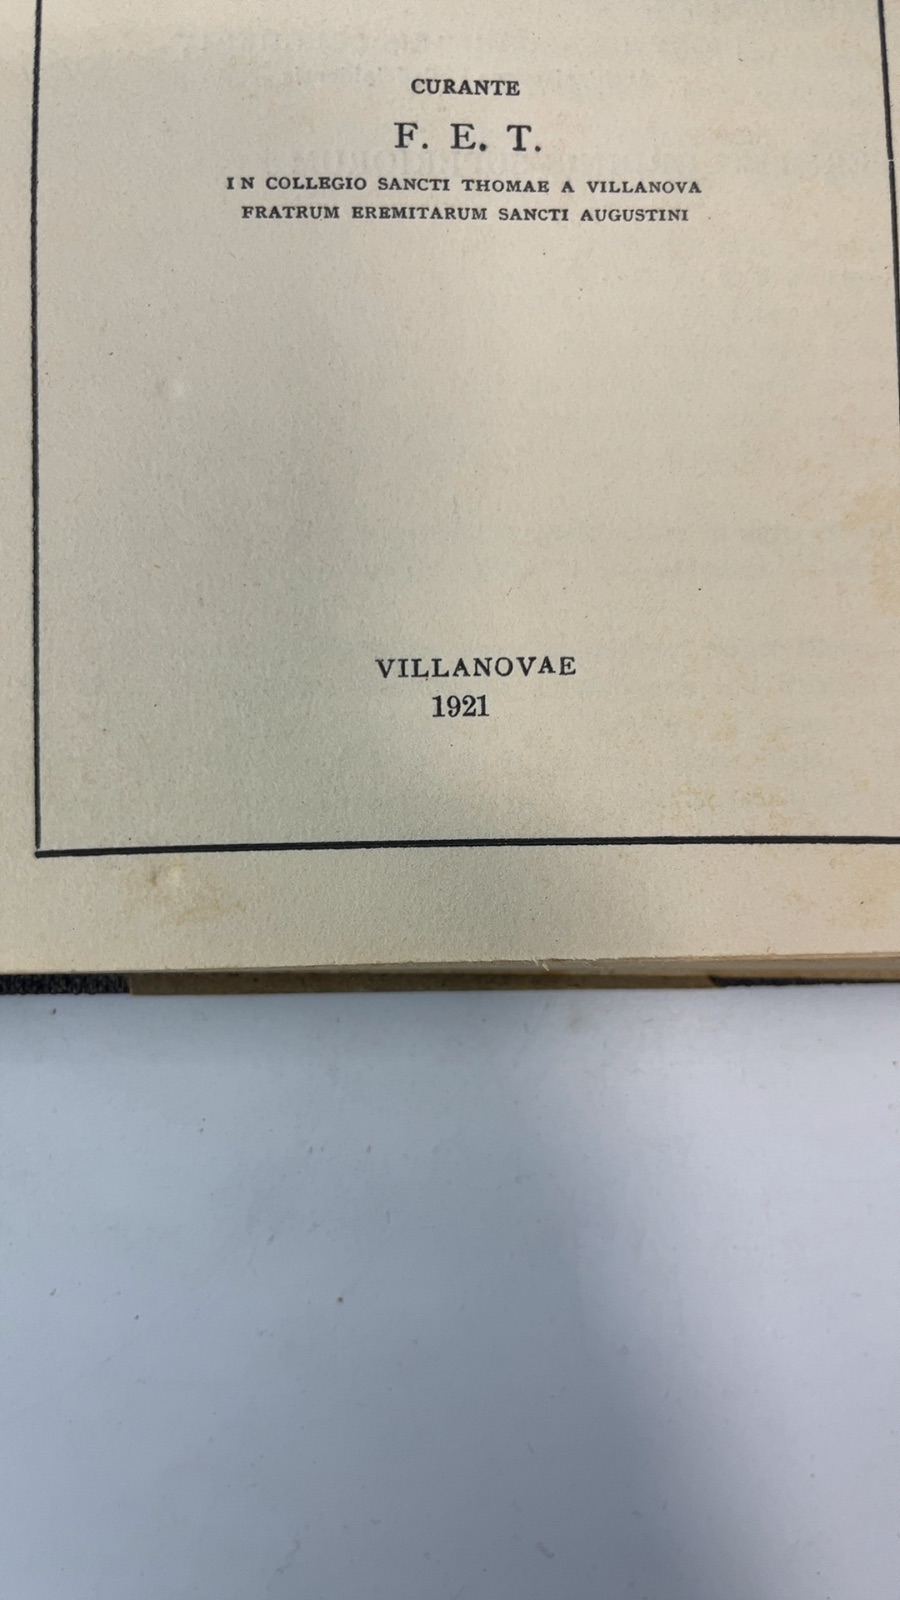 CURANTE
F. E. T.
IN COLLEGIO SANCTI THOMAE A VILLANOVA
FRATRUM EREMITARUM SANCTI AUGUSTINI
VILLANOVAE
1921